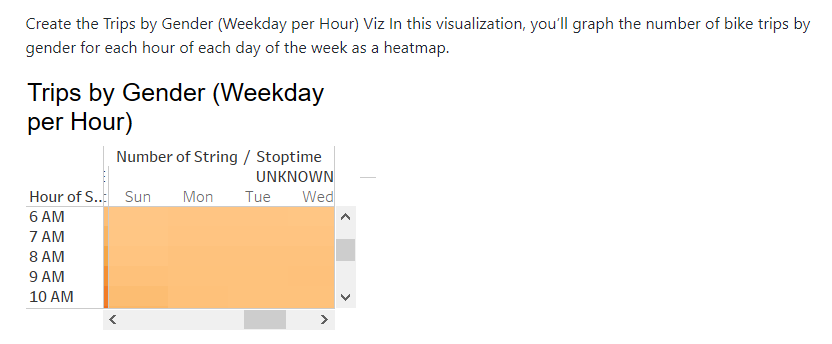 Create the Trips by Gender (Weekday per Hour) Viz In this visualization, you'll graph the number of bike trips by
gender for each hour of each day of the week as a heatmap.
Trips by Gender (Weekday
per Hour)
Number of String / Stoptime
UNKNOWN
Hour of S.. Sun Mon Tue Wed
6 AM
7 AM
8 AM
9 AM
10 AM